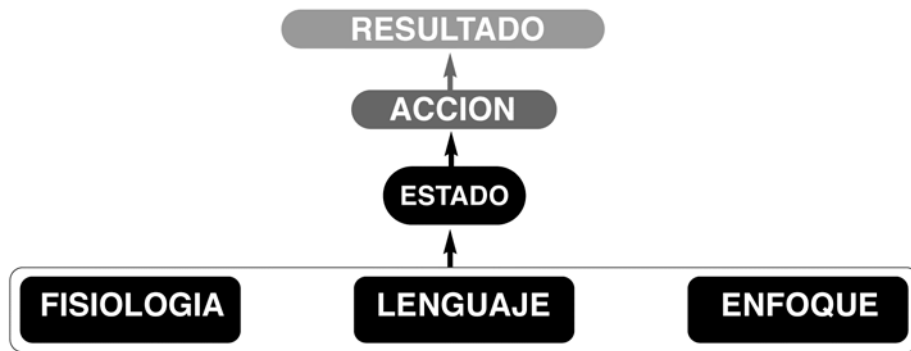 RESULTADO
ACCION
ESTADO
FISIOLOGIA LENGUAJE ENFOQUE